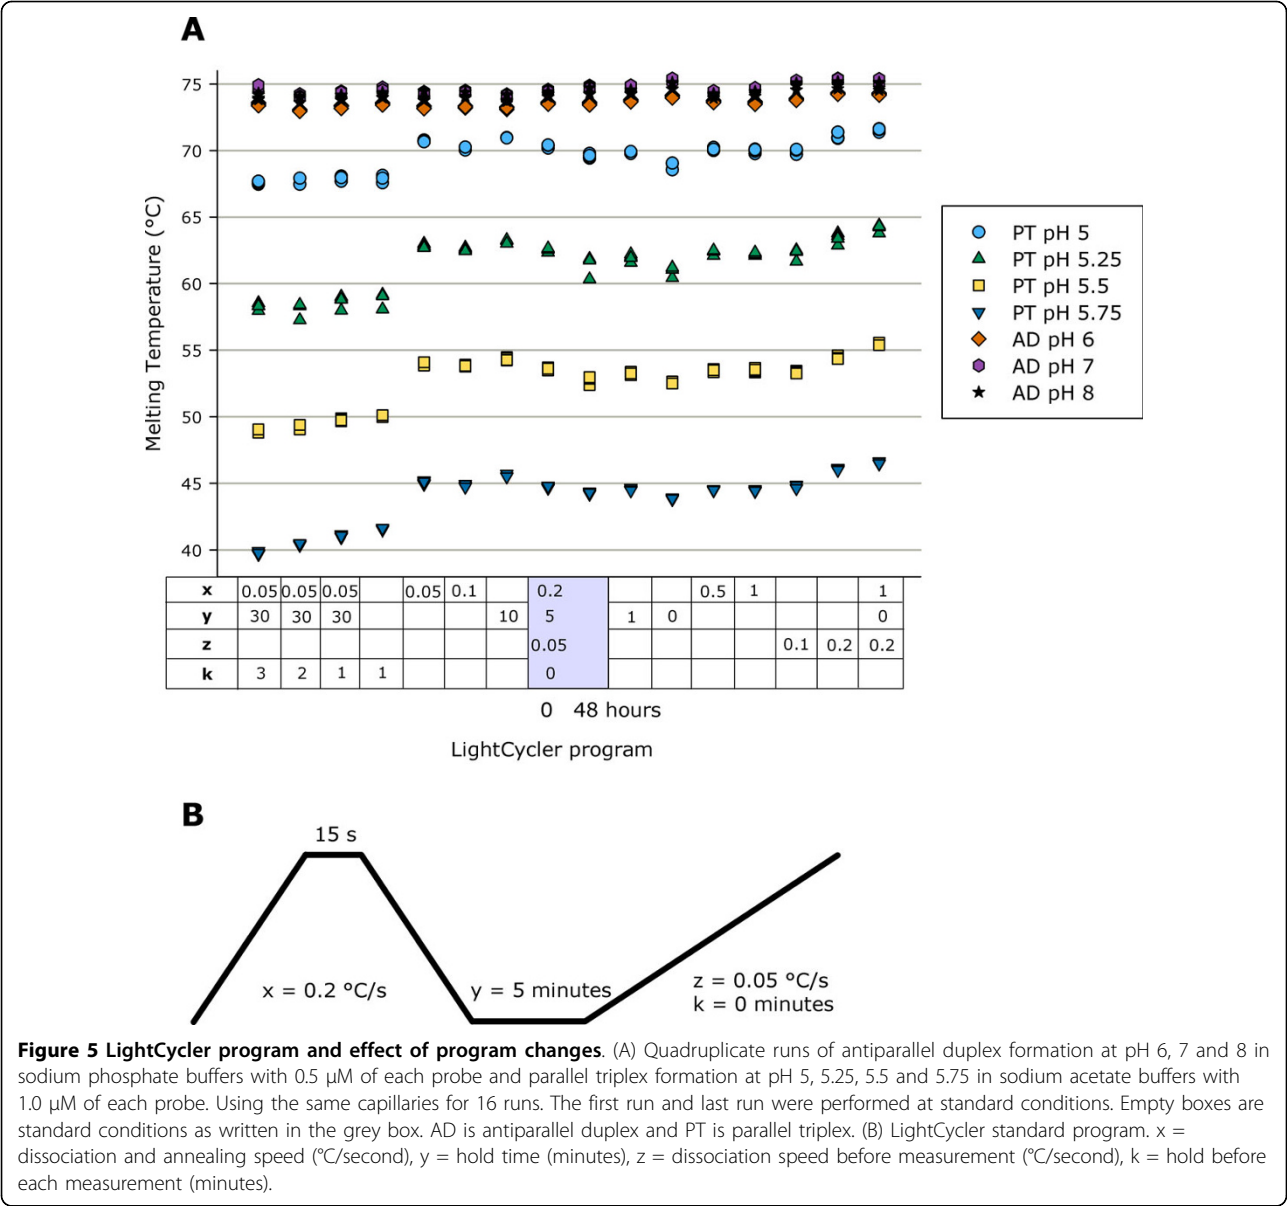 A
75
70
65
60
55
50
45
40
Melting Temperature (°C)
PT pH 5
PT pH 5.25
PT pH 5.5
PT pH 5.75
AD pH 6
AD pH 7
AD pH 8
x 0.05 0.05 0.05 0.05 0.1 0.2 0.5 1 1
y 30 30 30 10 5 1 0 0
z 0.05 0.1 0.2 0.2
k 3 2 1 1 0
0 48 hours
LightCycler program
B
15 s
x = 0.2 °C/s
y = 5 minutes
z = 0.05 °C/s
k = 0 minutes
Figure 5 LightCycler program and effect of program changes. (A) Quadruplicate runs of antiparallel duplex formation at pH 6, 7 and 8 in
sodium phosphate buffers with 0.5 μM of each probe and parallel triplex formation at pH 5, 5.25, 5.5 and 5.75 in sodium acetate buffers with
1.0 μM of each probe. Using the same capillaries for 16 runs. The first run and last run were performed at standard conditions. Empty boxes are
standard conditions as written in the grey box. AD is antiparallel duplex and PT is parallel triplex. (B) LightCycler standard program. x =
dissociation and annealing speed (°C/second), y = hold time (minutes), z = dissociation speed before measurement (°C/second), k = hold before
each measurement (minutes).